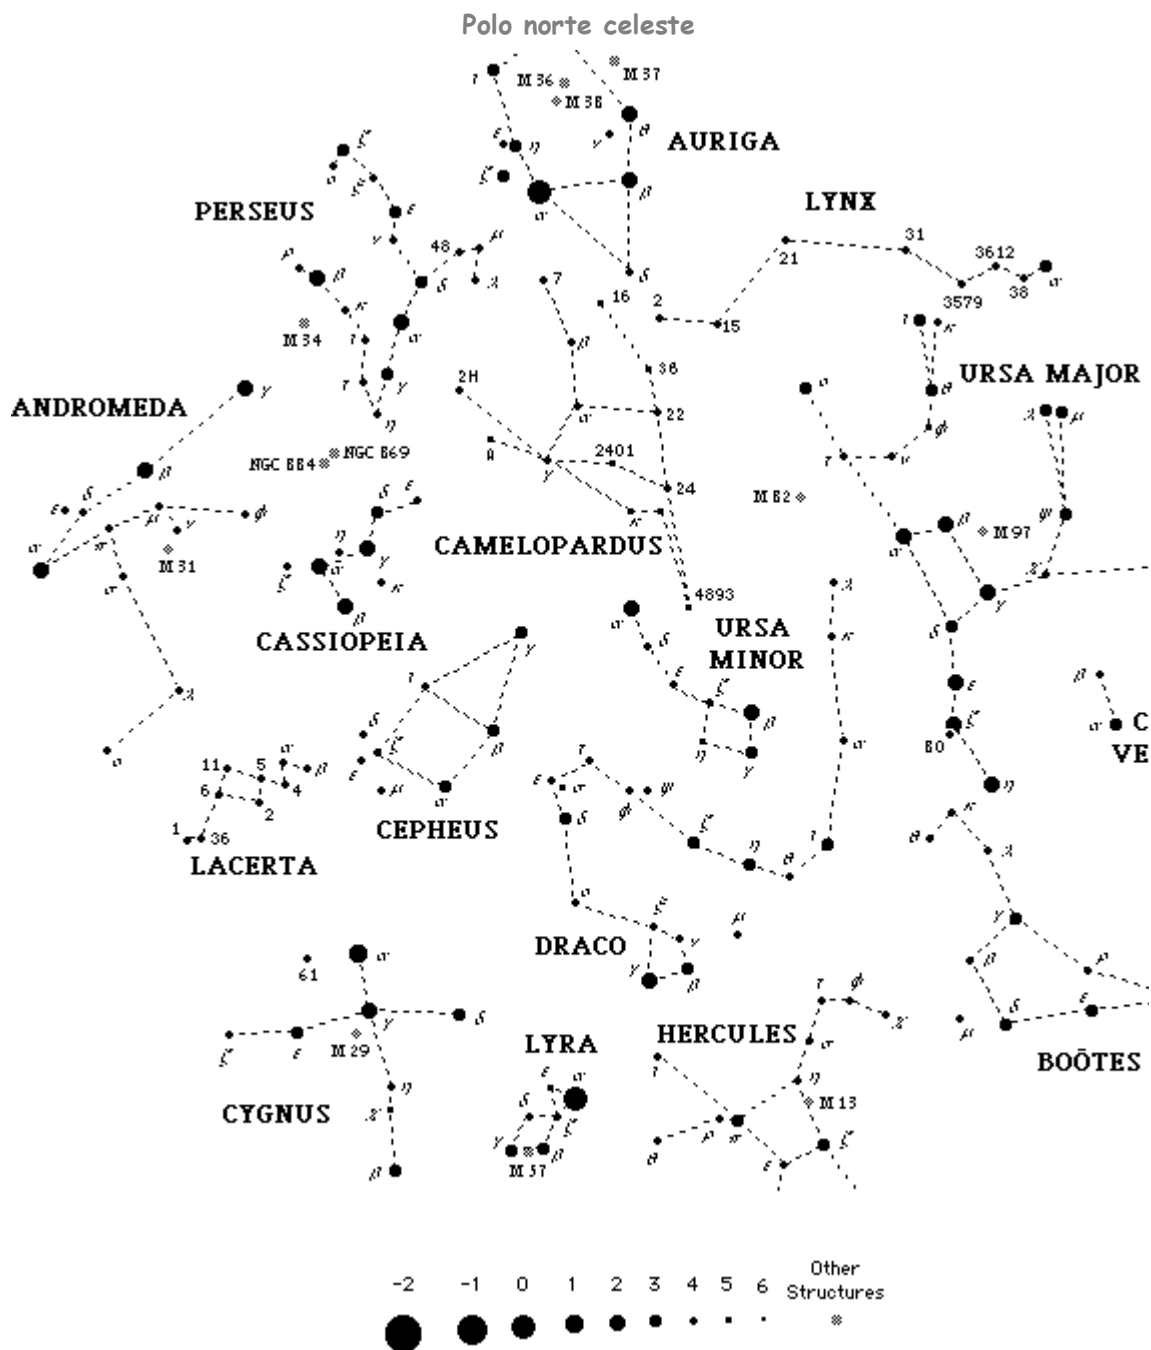 Polo norte celeste
M 37
M 36
M 38
ι
θ
ε
η
ν
AURIGA
ζ
ζ
ο
ξ
α
β
LYNX
PERSEUS
ε
ν
48
μ
31
3612
21
ρ
β
δ
λ
7
δ
38
α
16
2
3579
κ
15
ι
κ
M 34
ι
α
β
36
URSA MAJOR
2H
ο
θ
γ
τ
γ
ANDROMEDA
η
α
22
λ
μ
φ
NGC 869
A
2401
τ
υ
NGC 884
β
γ
24
M 82
δ
ε
δ
ε
μ
ν
φ
κ
ψ
β
M 97
π
η
CAMELOPARDUS
α
M 31
α
γ
ζ
α
κ
χ
σ
λ
γ
β
4893
CASSIOPEIA
α
URSA
MINOR
δ
δ
κ
γ
ε
ζ
β
ι
ε
λ
β
ζ
α
C
VE
δ
β
80
ο
ζ
η
γ
α
ε
τ
11
5
α
β
ε
σ
η
6
4
μ
α
φ
ψ
2
κ
CEPHEUS
δ
ζ
1
36
η
θ
ι
θ
λ
LACERTA
ο
γ
ξ
μ
DRACO
ν
α
61
γ
β
β
ρ
τ
φ
ε
γ
δ
HERCULES
χ
δ
μ
ζ
ε
M 29
LYRA
σ
BOÖTES
ι
ε
α
η
η
M 13
CYGNUS
χ
δ
ζ
ρ
π
ζ
γ
β
θ
ε
β
M 57
-2 -1 0 1 2 3 4 5 6
Other
Structures